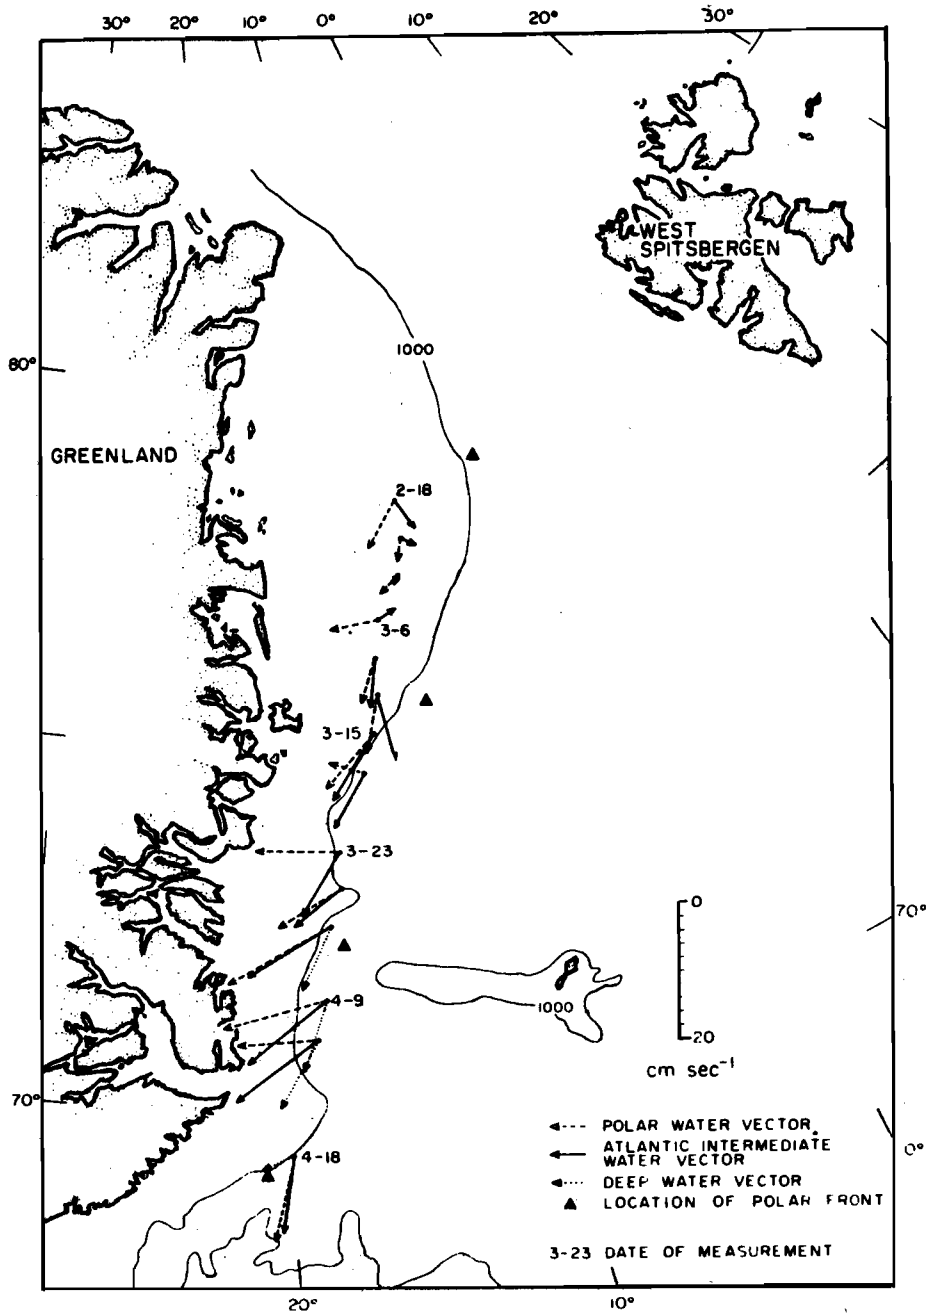 30° 20° 10° 0° 10° 20° 30°
WEST
SPITSBERGEN
1000
80°
GREENLAND
2-18
3-6
3-15
3-23
0
70°
4-9
1000
20
cm sec⁻¹
70°
POLAR WATER VECTOR
ATLANTIC INTERMEDIATE
WATER VECTOR
0°
4-18
DEEP WATER VECTOR
LOCATION OF POLAR FRONT
3-23 DATE OF MEASUREMENT
20° 10°